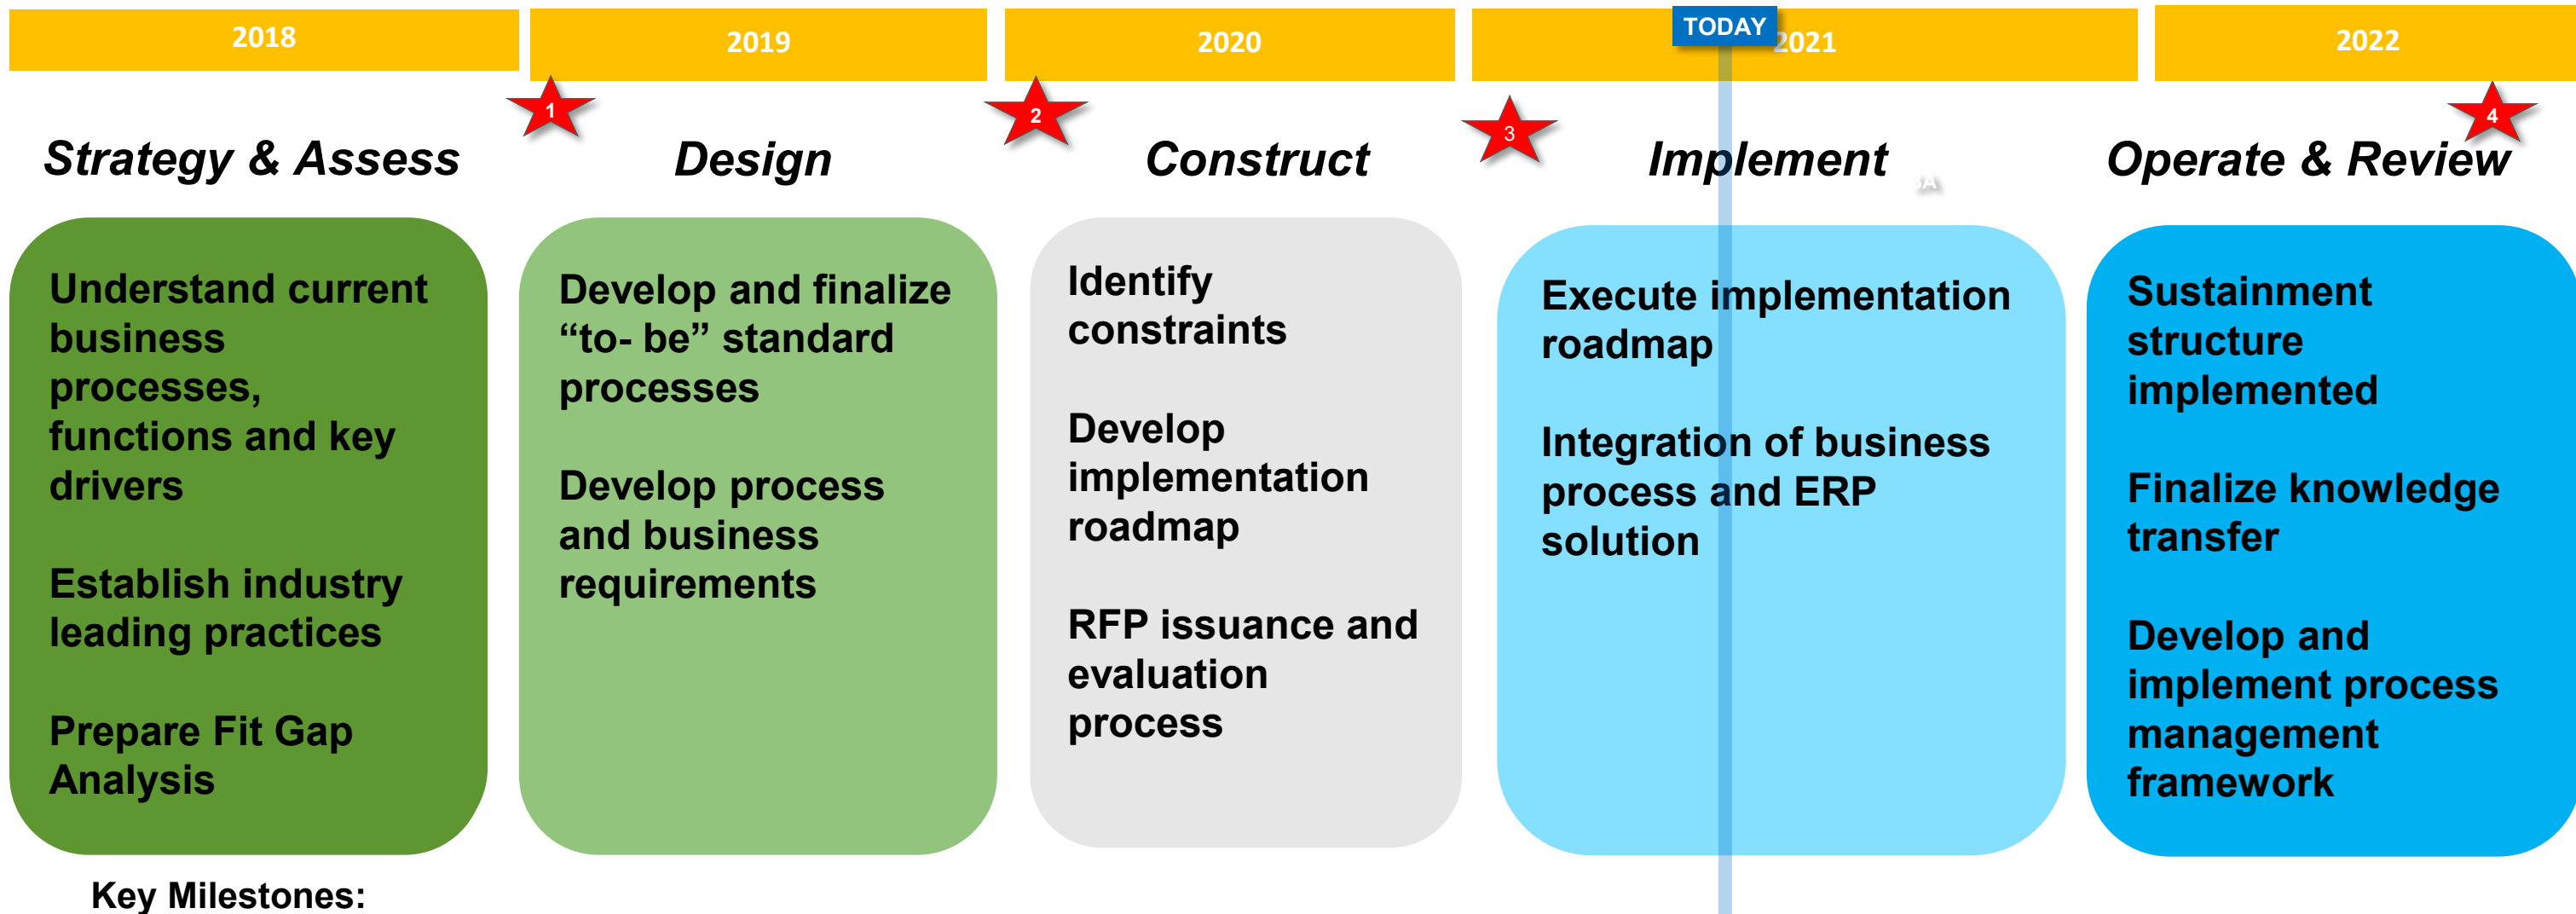 2018
2019
2020
TODAY
2021
2022
1
2
3
4
Strategy & Assess
Design
Construct
Implement
Operate & Review
3A
Understand current
business
processes,
functions and key
drivers
Establish industry
leading practices
Prepare Fit Gap
Analysis
Develop and finalize
“to- be” standard
processes
Develop process
and business
requirements
Identify
constraints
Develop
implementation
roadmap
RFP issuance and
evaluation
process
Execute implementation
roadmap
Integration of business
process and ERP
solution
Sustainment
structure
implemented
Finalize knowledge
transfer
Develop and
implement process
management
framework
Key Milestones: